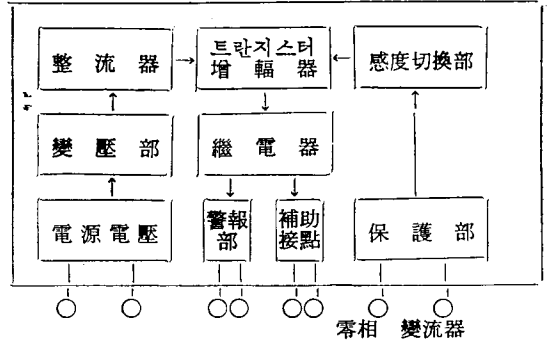 整流器
트란지스터
增輻器
感度切換部
變壓部
繼電器
電源電壓
警報
部
補助
接點
保護部
零相 變流器